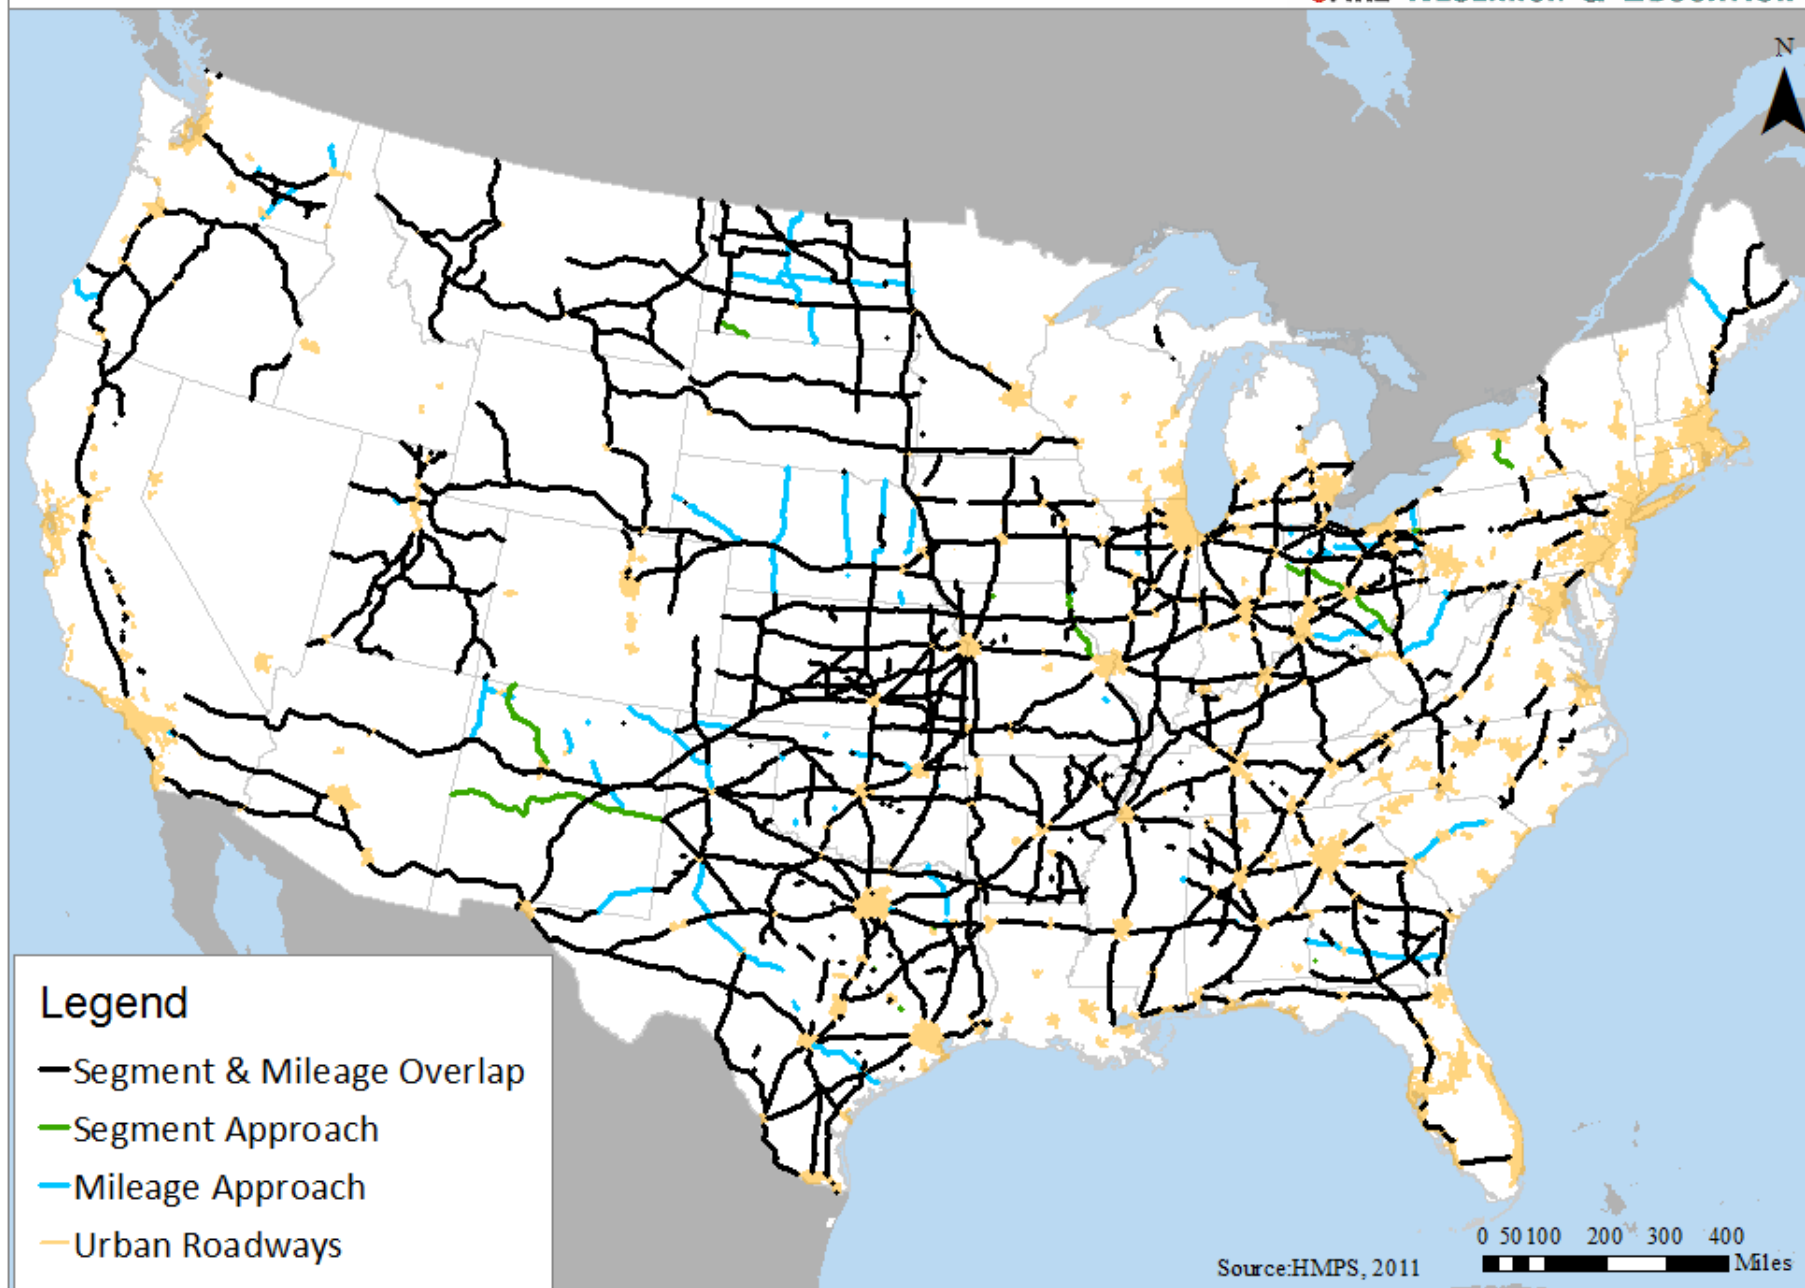 N
Legend
Segment & Mileage Overlap
Segment Approach
Mileage Approach
Urban Roadways
0 50 100 200 300 400
Miles
Source:HMPS, 2011